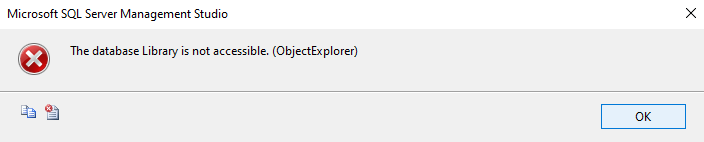 Microsoft SQL Server Management Studio
The database Library is not accessible. (ObjectExplorer)
OK